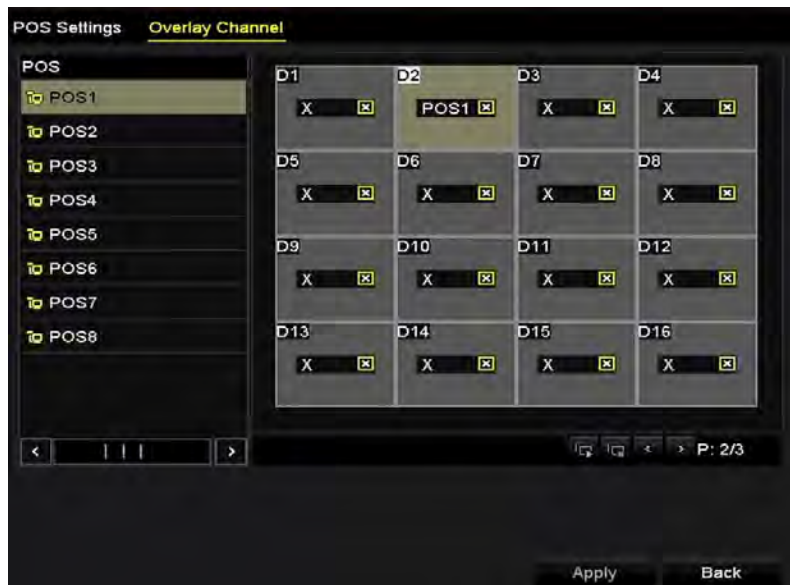 POS Settings Overlay Channel
POS
POS1
POS2
POS3
POS4
POS5
POS6
POS7
POS8
D1 D2 D3 D4
X POS1 X X
D5 D6 D7 D8
X X X X
D9 D10 D11 D12
X X X X
D13 D14 D15 D16
X X X X
P: 2/3
Apply Back